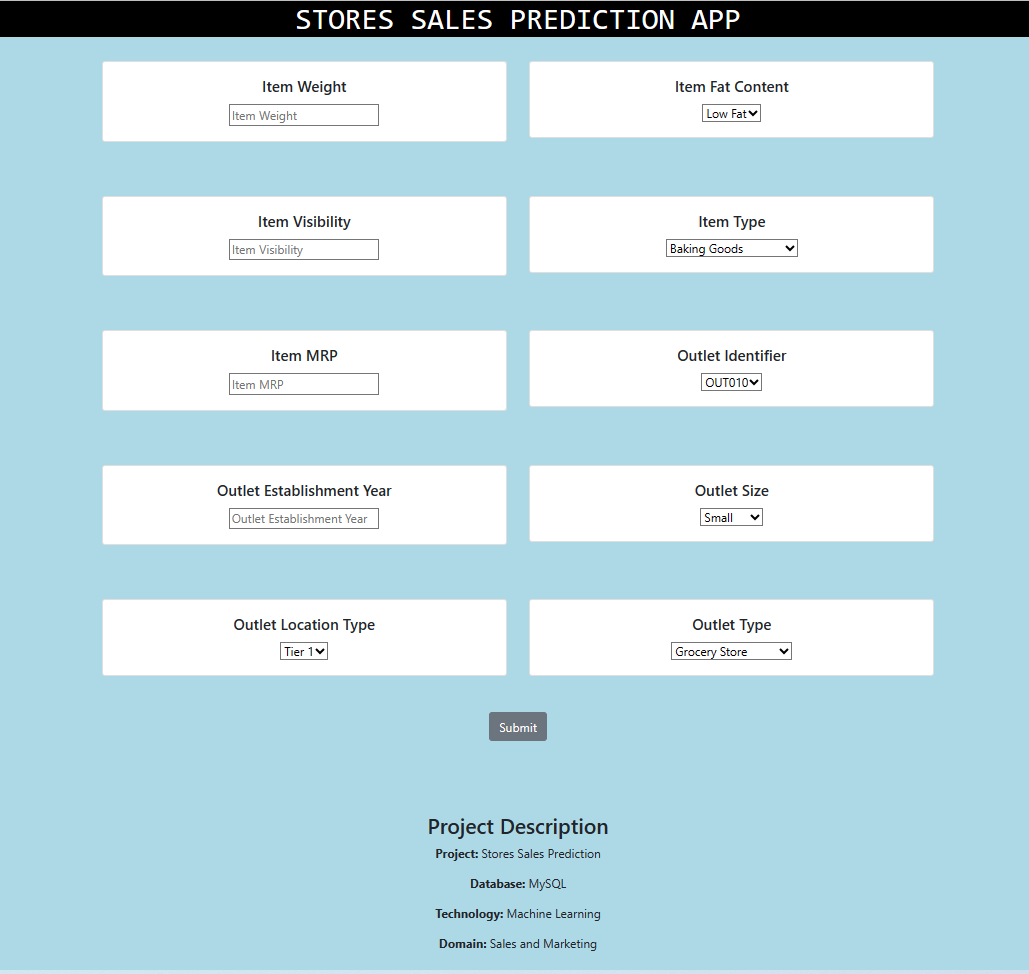 STORES SALES PREDICTION APP
Item Weight
Item Weight
Item Fat Content
Low Fat
Item Visibility
Item Visibility
Item Type
Baking Goods
Item MRP
Item MRP
Outlet Identifier
OUT010
Outlet Establishment Year
Outlet Establishment Year
Outlet Size
Small
Outlet Location Type
Tier 1
Outlet Type
Grocery Store
Submit
Project Description
Project: Stores Sales Prediction
Database: MySQL
Technology: Machine Learning
Domain: Sales and Marketing